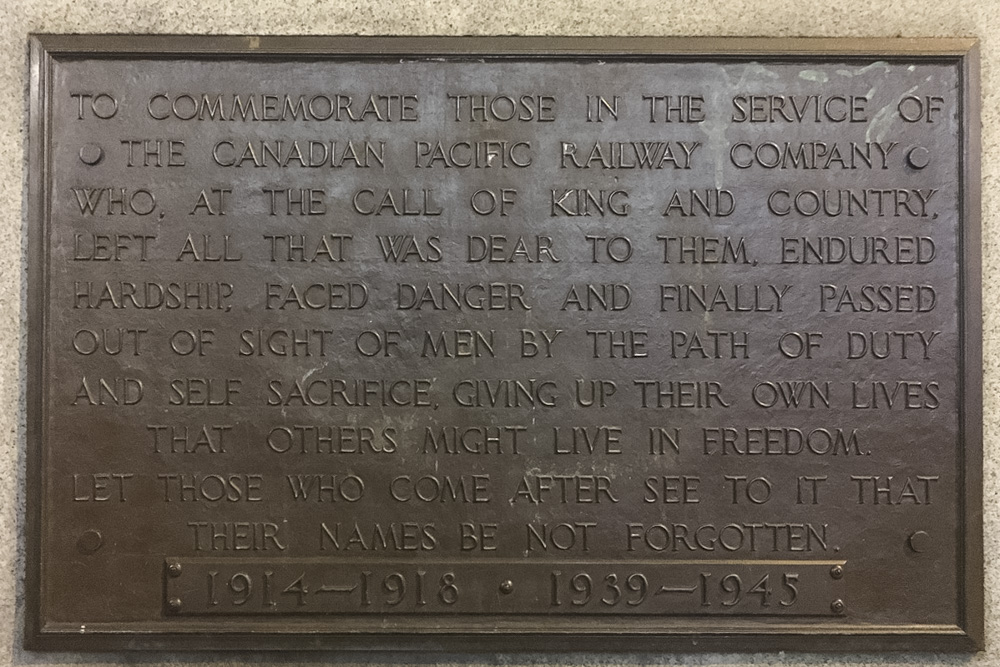 TO COMMEMORATE THOSE IN THE SERVICE OF
THE CANADIAN PACIFIC RAILWAY COMPANY
WHO, AT THE CALL OF KING AND COUNTRY,
LEFT ALL THAT WAS DEAR TO THEM, ENDURED
HARDSHIP, FACED DANGER AND FINALLY PASSED
OUT OF SIGHT OF MEN BY THE PATH OF DUTY
AND SELF SACRIFICE, GIVING UP THEIR OWN LIVES
THAT OTHERS MIGHT LIVE IN FREEDOM.
LET THOSE WHO COME AFTER SEE TO IT THAT
THEIR NAMES BE NOT FORGOTTEN.
1914—1918 • 1939—1945